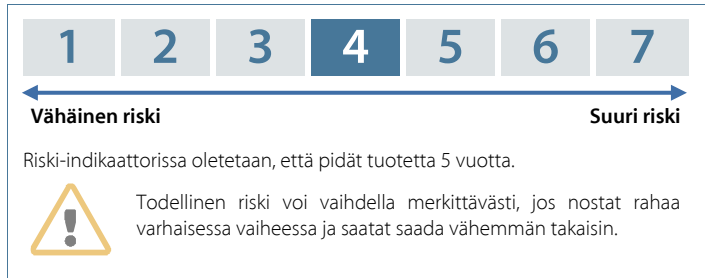 1 2 3 4 5 6 7
Vähäinen riski Suuri riski
Riski-indikaattorissa oletetaan, että pidät tuotetta 5 vuotta.
Todellinen riski voi vaihdella merkittävästi, jos nostat rahaa
varhaisessa vaiheessa ja saatat saada vähemmän takaisin.